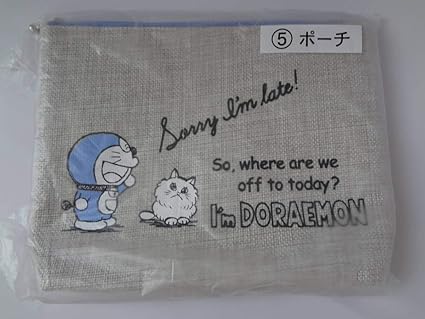 ⑤ ポーチ
Sorry I'm late!
So, where are we
off to today?
I'm DORAEMON